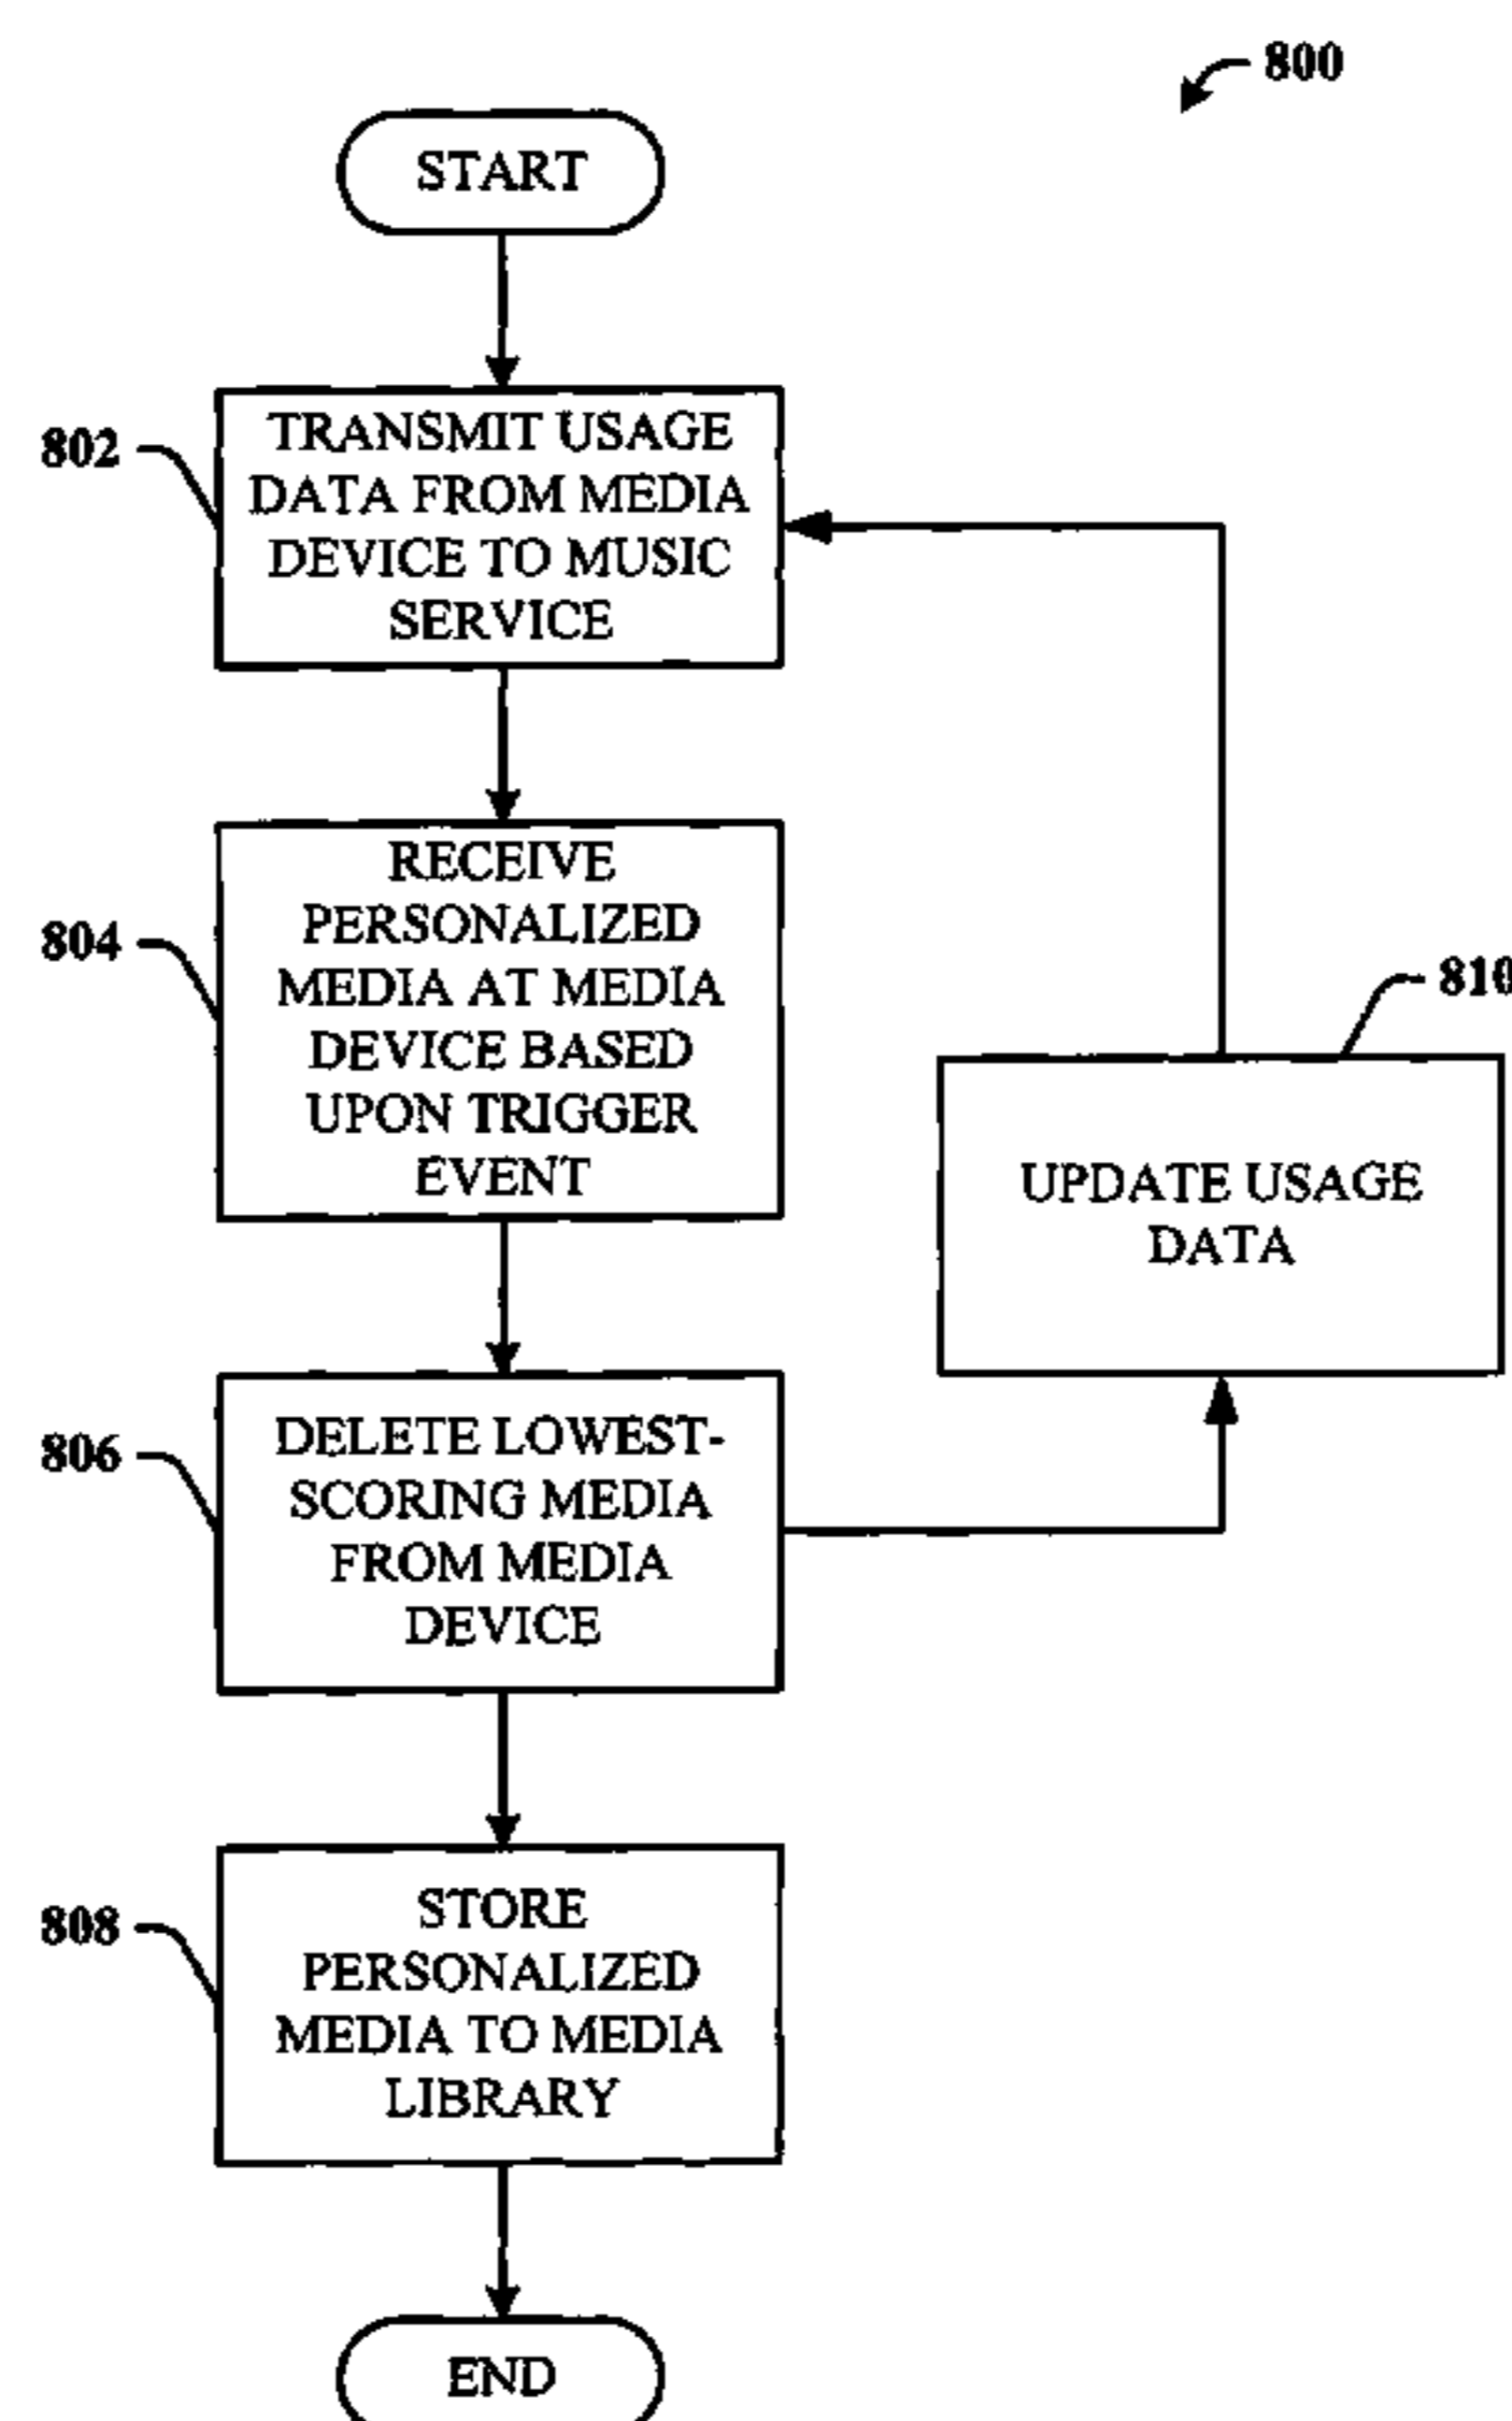 800
START
802
TRANSMIT USAGE
DATA FROM MEDIA
DEVICE TO MUSIC
SERVICE
804
RECEIVE
PERSONALIZED
MEDIA AT MEDIA
DEVICE BASED
UPON TRIGGER
EVENT
810
UPDATE USAGE
DATA
806
DELETE LOWEST-
SCORING MEDIA
FROM MEDIA
DEVICE
808
STORE
PERSONALIZED
MEDIA TO MEDIA
LIBRARY
END